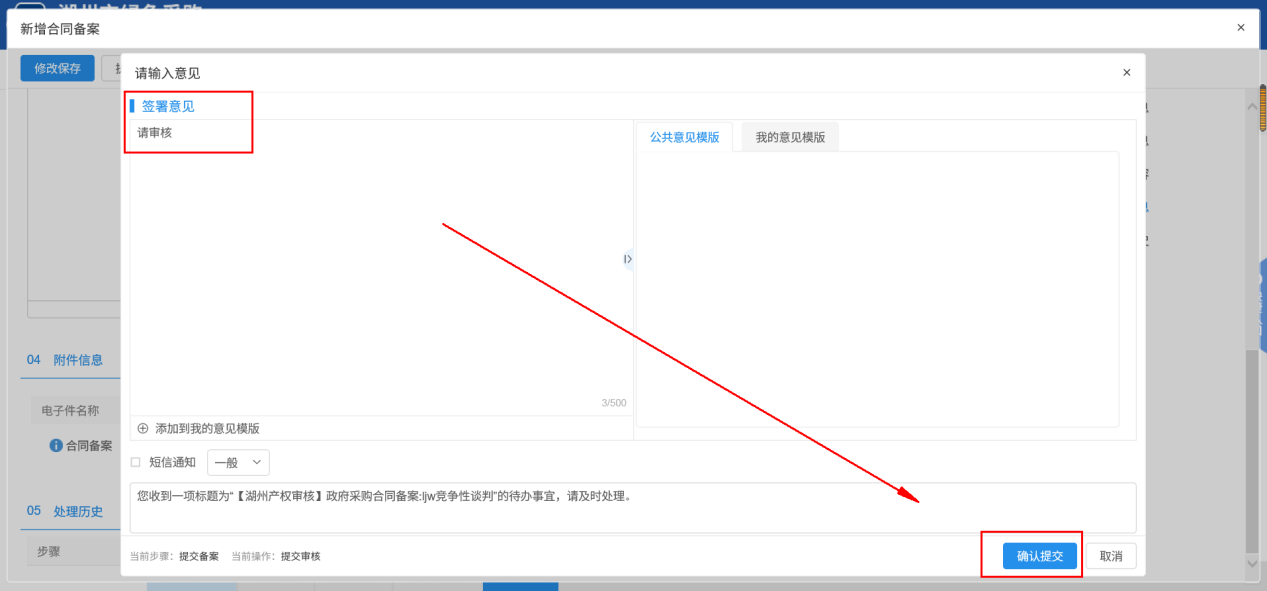 新增合同备案
×
修改保存
请输入意见
×
签署意见
请审核
公共意见模版
我的意见模版
3/500
添加到我的意见模版
04 附件信息
电子件名称
合同备案
短信通知 一般
您收到一项标题为“【湖州产权审核】政府采购合同备案:ljw竞争性谈判”的待办事宜，请及时处理。
05 处理历史
步骤
当前步骤： 提交备案 当前操作： 提交审核
确认提交
取消